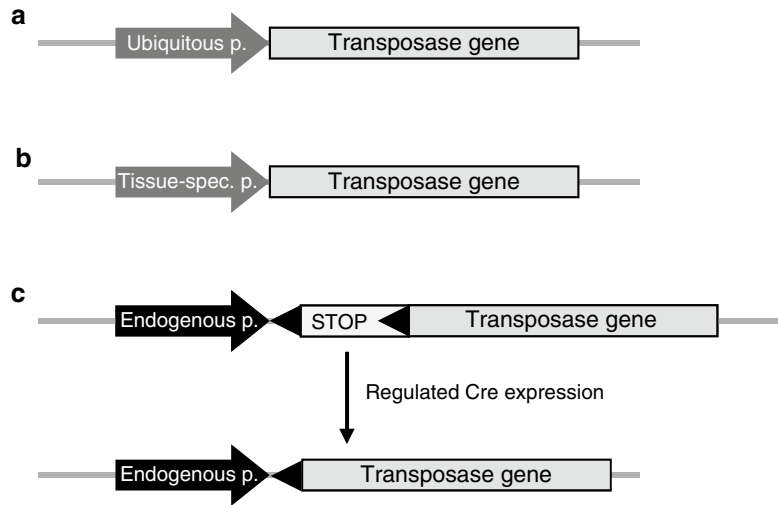 a
Ubiquitous p. Transposase gene
b
Tissue-spec. p. Transposase gene
c
Endogenous p. STOP Transposase gene
Regulated Cre expression
Endogenous p. Transposase gene